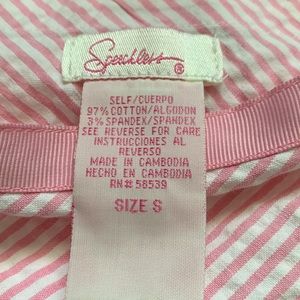 Speechless®
SELF/CUERPO
97% COTTON/ALGODON
3% SPANDEX/SPANDEX
SEE REVERSE FOR CARE
INSTRUCCIONES AL
REVERSO
MADE IN CAMBODIA
HECHO EN CAMBODIA
RN# 58539
SIZE S